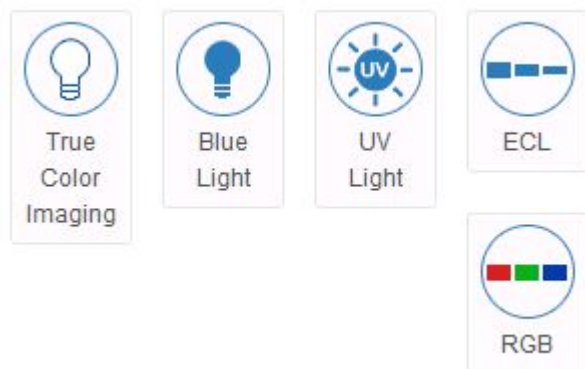 True
Color
Imaging
Blue
Light
UV
UV
Light
ECL
RGB